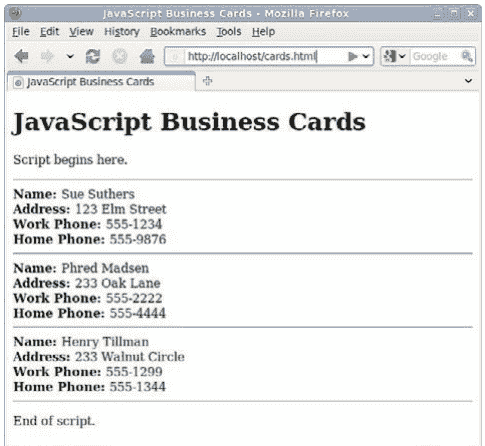 JavaScript Business Cards - Mozilla Firefox
File Edit View History Bookmarks Tools Help
http://localhost/cards.html Google
JavaScript Business Cards
JavaScript Business Cards
Script begins here.
Name: Sue Suthers
Address: 123 Elm Street
Work Phone: 555-1234
Home Phone: 555-9876
Name: Phred Madsen
Address: 233 Oak Lane
Work Phone: 555-2222
Home Phone: 555-4444
Name: Henry Tillman
Address: 233 Walnut Circle
Work Phone: 555-1299
Home Phone: 555-1344
End of script.